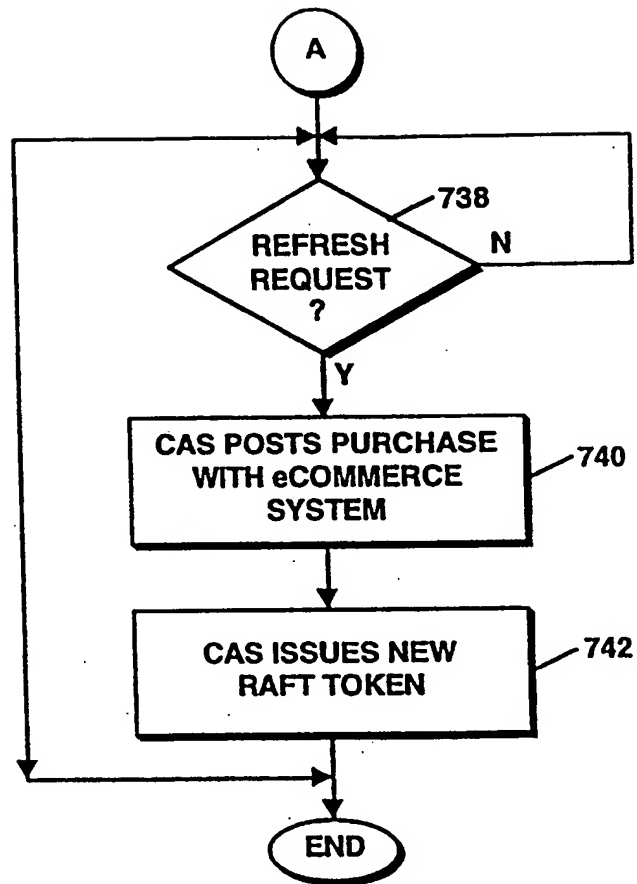 A
738
REFRESH
REQUEST
?
N
Y
CAS POSTS PURCHASE
WITH eCOMMERCE
SYSTEM
740
CAS ISSUES NEW
RAFT TOKEN
742
END